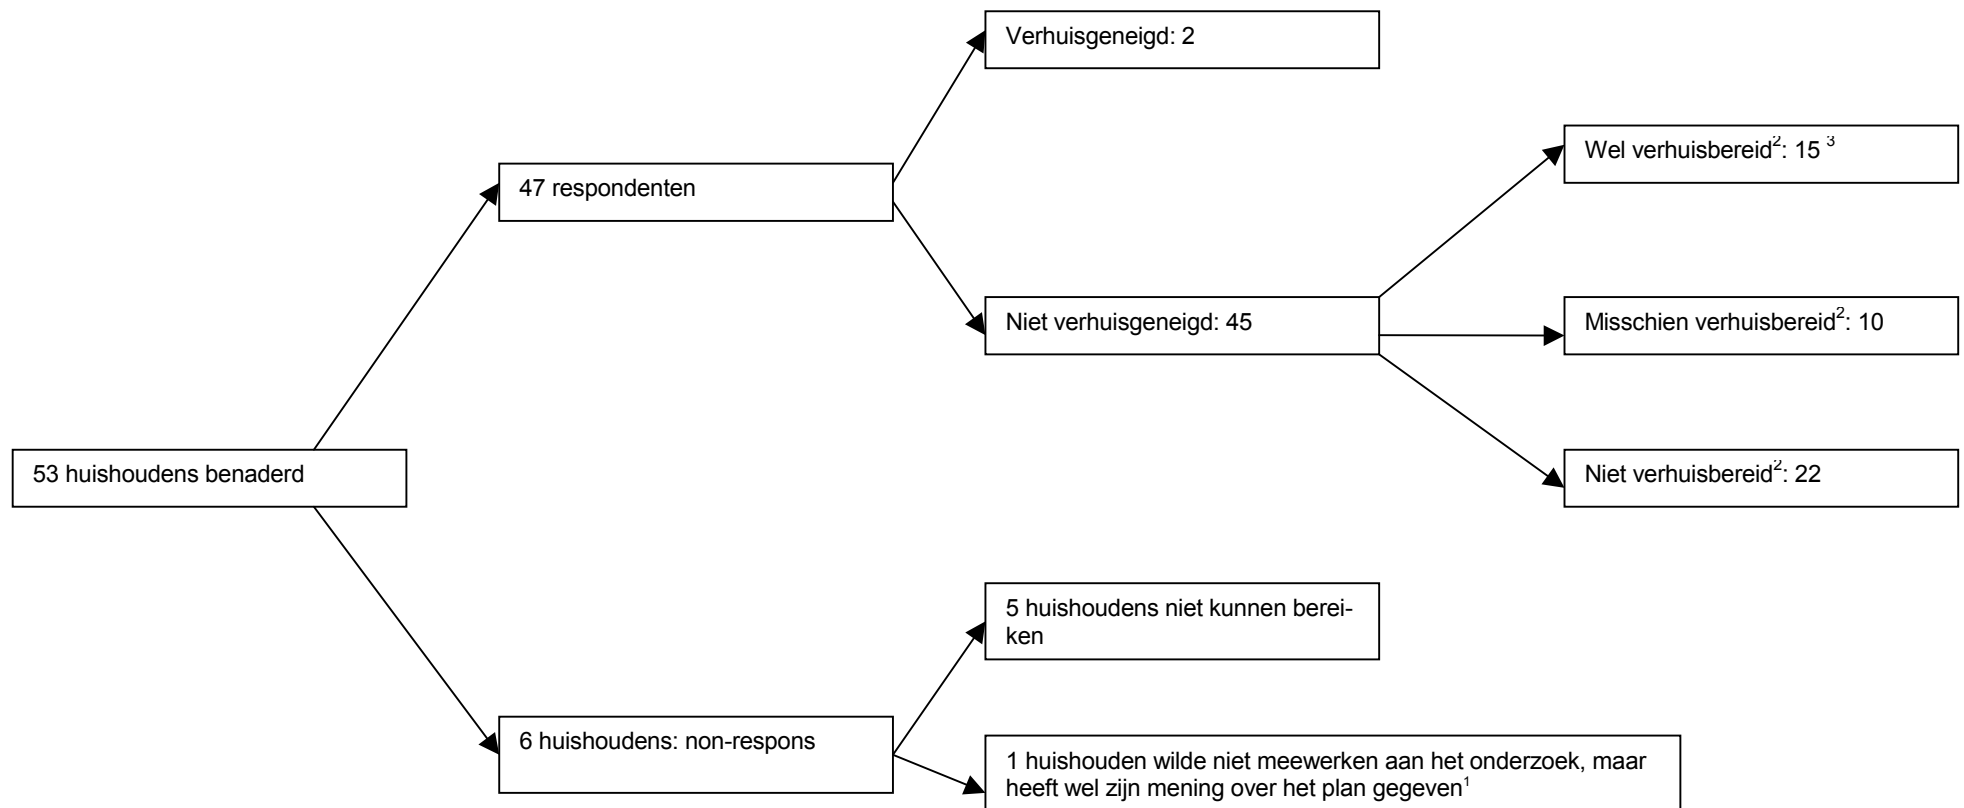 Verhuisgeneigd: 2
Wel verhuisbereid²: 15 ³
47 respondenten
Niet verhuisgeneigd: 45
Misschien verhuisbereid²: 10
53 huishoudens benaderd
Niet verhuisbereid²: 22
5 huishoudens niet kunnen berei-
ken
6 huishoudens: non-respons
1 huishouden wilde niet meewerken aan het onderzoek, maar
heeft wel zijn mening over het plan gegeven¹